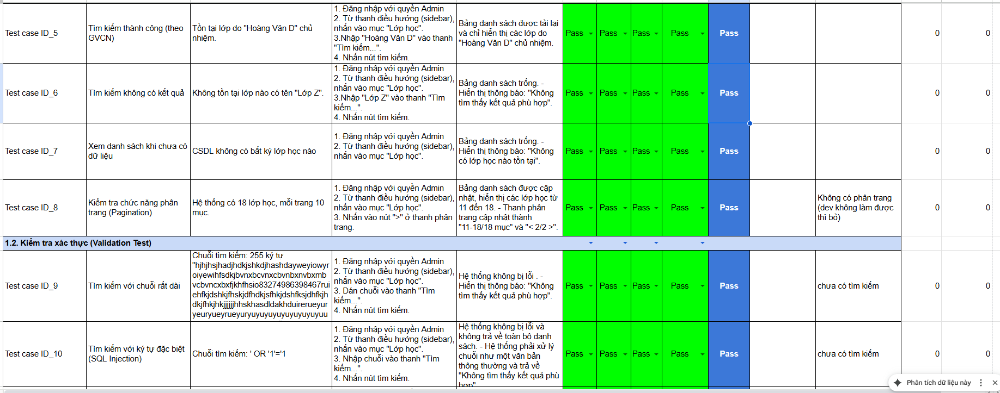 Test case ID_5
Tìm kiếm thành công (theo
GVCN)
Tồn tại lớp do "Hoàng Văn D" chủ
nhiệm.
1. Đăng nhập với quyền Admin
2. Từ thanh điều hướng (sidebar),
nhấn vào mục "Lớp học".
3.Nhập "Hoàng Văn D" vào thanh
"Tìm kiếm...".
4. Nhấn nút tìm kiếm.
Bảng danh sách được tải lại
và chỉ hiển thị các lớp do
"Hoàng Văn D" chủ nhiệm.
Pass
Pass
Pass
Pass
Pass
0
0
Test case ID_6
Tìm kiếm không có kết quả
Không tồn tại lớp nào có tên "Lớp Z".
1. Đăng nhập với quyền Admin
2. Từ thanh điều hướng (sidebar),
nhấn vào mục "Lớp học".
3.Nhập "Lớp Z" vào thanh "Tìm
kiếm...".
4. Nhấn nút tìm kiếm.
Bảng danh sách trống. -
Hiển thị thông báo: "Không
tìm thấy kết quả phù hợp".
Pass
Pass
Pass
Pass
Pass
0
0
Test case ID_7
Xem danh sách khi chưa có
dữ liệu
CSDL không có bất kỳ lớp học nào
1. Đăng nhập với quyền Admin
2. Từ thanh điều hướng (sidebar),
nhấn vào mục "Lớp học".
Bảng danh sách trống. -
Hiển thị thông báo: "Không
có lớp học nào tồn tại".
Pass
Pass
Pass
Pass
Pass
0
0
Test case ID_8
Kiểm tra chức năng phân
trang (Pagination)
Hệ thống có 18 lớp học, mỗi trang 10
mục.
1. Đăng nhập với quyền Admin
2. Từ thanh điều hướng (sidebar),
nhấn vào mục "Lớp học".
3. Nhấn vào nút ">" ở thanh phân
trang.
Bảng danh sách được cập
nhật, hiển thị các lớp học từ
11 đến 18. - Thanh phân
trang cập nhật thành
"11-18/18 mục" và "< 2/2 >".
Pass
Pass
Pass
Pass
Pass
Không có phân trang
(dev không làm được
thì bỏ)
0
0
1.2. Kiểm tra xác thực (Validation Test)
Test case ID_9
Tìm kiếm với chuỗi rất dài
Chuỗi tìm kiếm: 255 ký tự
"hjhjhsjhadjhdkjshkdjhashdayweyiowyr
oiyewihfsdkjbvnxbcvnxcbvnbxnvbxmb
vcbvncxbxfjkhfhsio83274986398467rui
ehfkjdshkjfhskjdfhdkjsfhkjdshfksjdhfkjh
dkjfhkjhkjjjjjjhhskhasdldakhduirerueyur
yeuryueyrueyuryuyuyuyuyuyuyuyuyuu
1. Đăng nhập với quyền Admin
2. Từ thanh điều hướng (sidebar),
nhấn vào mục "Lớp học".
3. Dán chuỗi vào thanh "Tìm
kiếm...".
4. Nhấn nút tìm kiếm.
Hệ thống không bị lỗi . -
Hiển thị thông báo: "Không
tìm thấy kết quả phù hợp".
Pass
Pass
Pass
Pass
Pass
chưa có tìm kiếm
0
0
Test case ID_10
Tìm kiếm với ký tự đặc biệt
(SQL Injection)
Chuỗi tìm kiếm: ' OR '1'='1
1. Đăng nhập với quyền Admin
2. Từ thanh điều hướng (sidebar),
nhấn vào mục "Lớp học".
3. Nhập chuỗi vào thanh "Tìm
kiếm...".
4. Nhấn nút tìm kiếm.
Hệ thống không bị lỗi và
không trả về toàn bộ danh
sách. - Hệ thống phải xử lý
chuỗi như một văn bản
thông thường và trả về
"Không tìm thấy kết quả phù
hợp"
Pass
Pass
Pass
Pass
Pass
chưa có tìm kiếm
0
0
Phân tích dữ liệu này